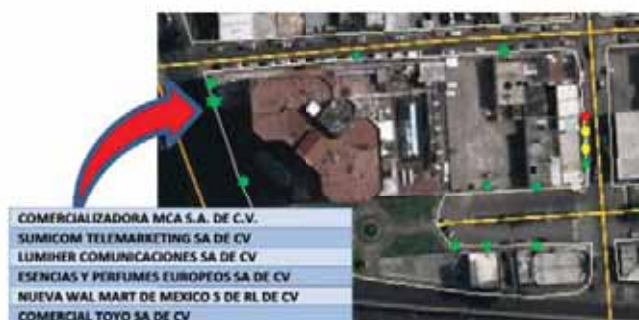 COMERCIALIZADORA MCA S.A. DE C.V.
SUMICOM TELEMARKETING SA DE CV
LUMIHER COMUNICACIONES SA DE CV
ESENCIAS Y PERFUMES EUROPEOS SA DE CV
NUEVA WAL MART DE MEXICO S DE RL DE CV
COMERCIAL TOYO SA DE CV